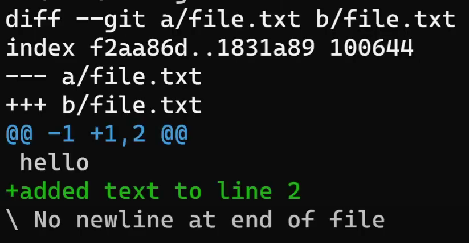 diff --git a/file.txt b/file.txt
index f2aa86d..1831a89 100644
--- a/file.txt
+++ b/file.txt
@@ -1 +1,2 @@
 hello
+added text to line 2
\ No newline at end of file